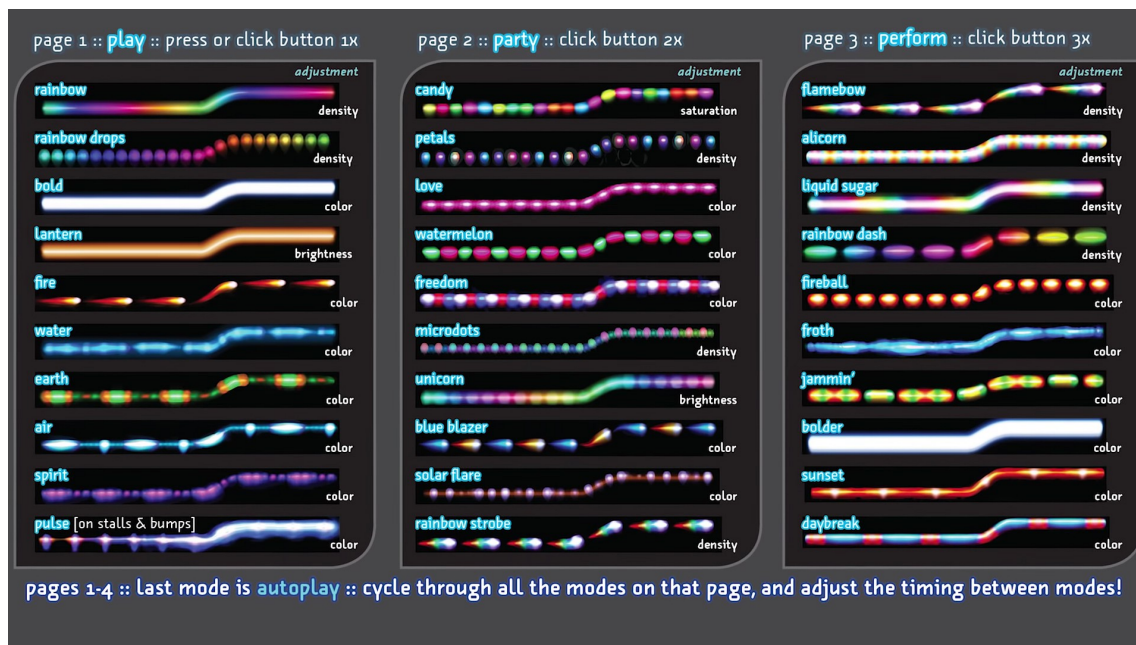 page 1 :: play :: press or click button 1x
adjustment
rainbow
density
rainbow drops
density
bold
color
lantern
brightness
fire
color
water
color
earth
color
air
color
spirit
color
pulse [on stalls & bumps]
color
page 2 :: party :: click button 2x
candy
saturation
petals
density
love
color
watermelon
color
freedom
color
microdots
density
unicorn
brightness
blue blazer
color
solar flare
color
rainbow strobe
density
page 3 :: perform :: click button 3x
adjustment
flamebow
density
alicorn
color
liquid sugar
density
rainbow dash
density
fireball
color
froth
color
jammin'
color
bolder
color
sunset
color
daybreak
color
pages 1-4 :: last mode is autoplay :: cycle through all the modes on that page, and adjust the timing between modes!